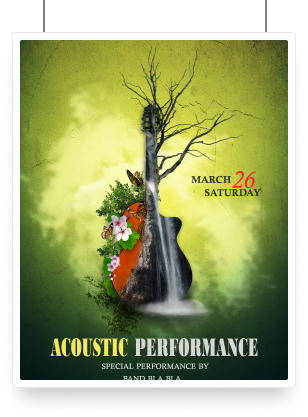 MARCH 26
SATURDAY
ACOUSTIC PERFORMANCE
SPECIAL PERFORMANCE BY
BAND BLA BLA